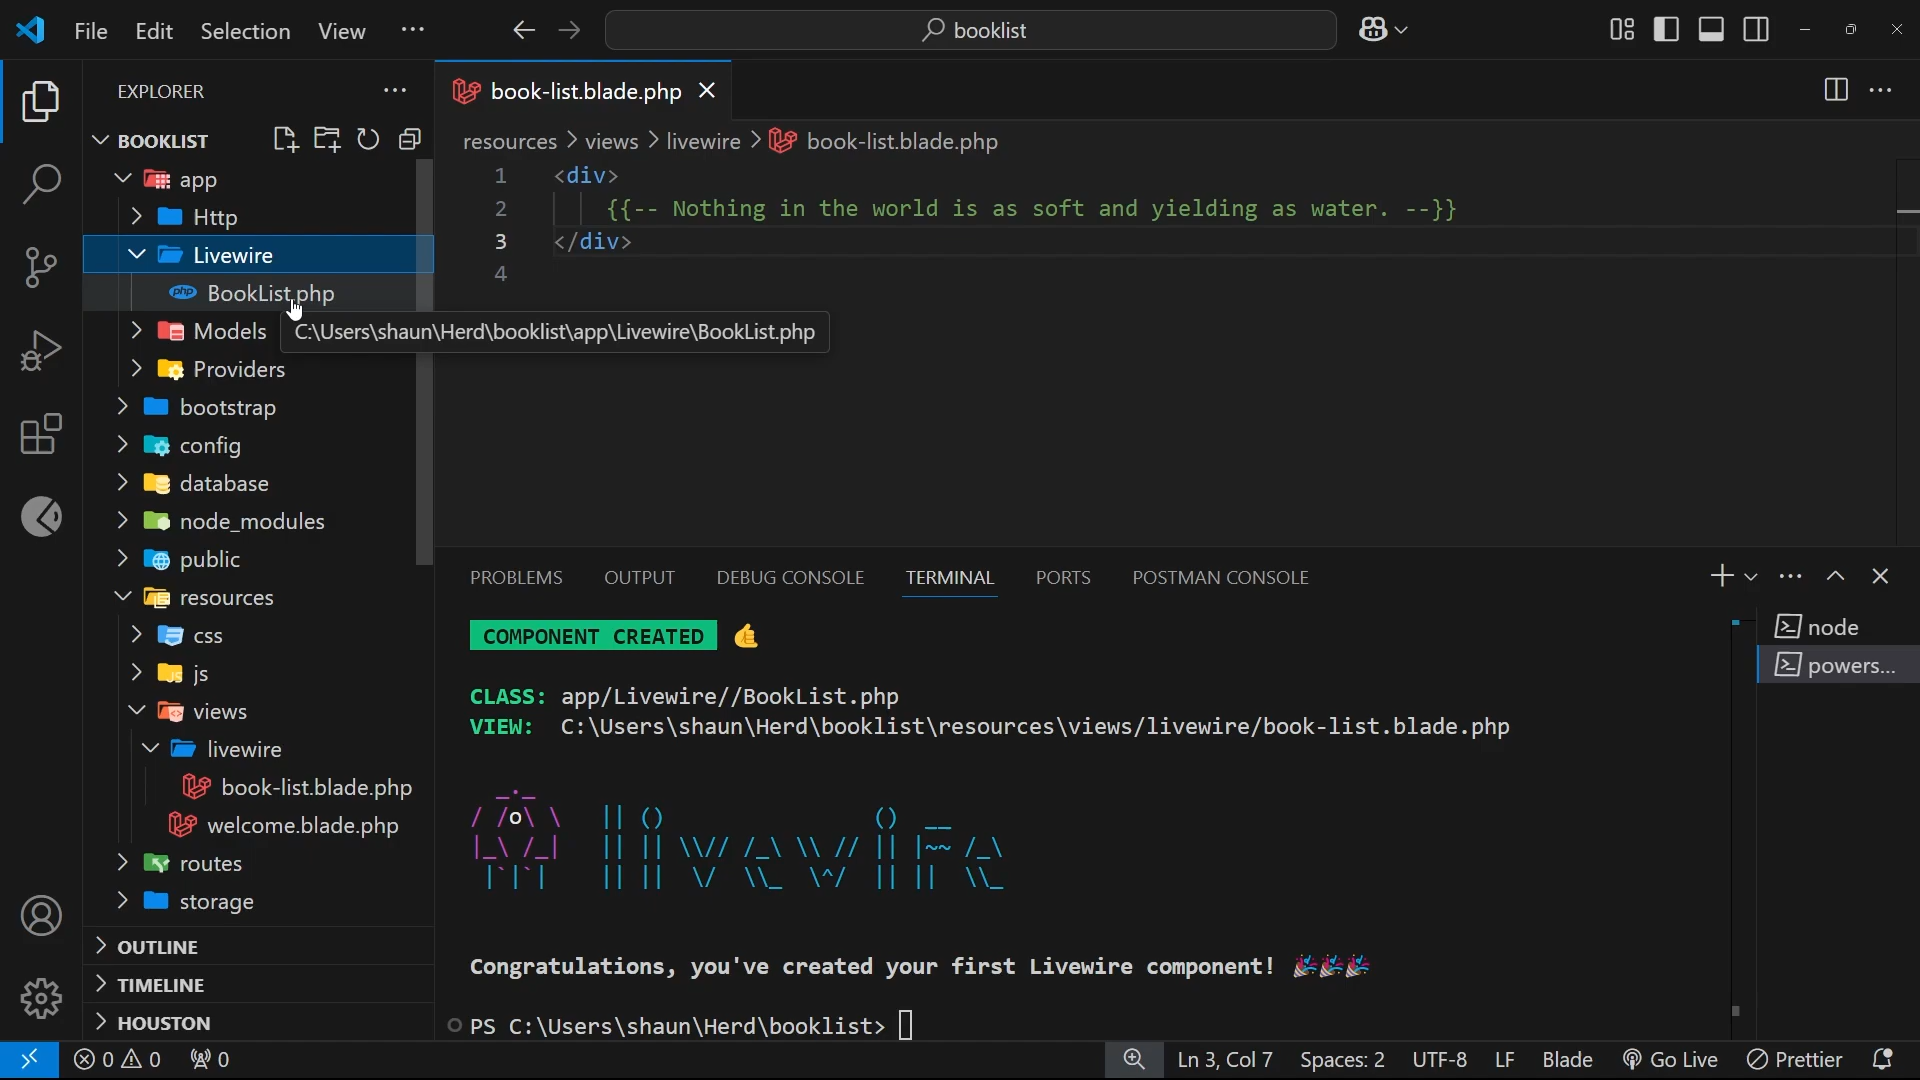 File Edit Selection View ··· booklist
EXPLORER ···
BOOKLIST
app
Http
Livewire
BookList.php
Models
C:\Users\shaun\Herd\booklist\app\Livewire\BookList.php
Providers
bootstrap
config
database
node_modules
public
resources
css
js
views
livewire
book-list.blade.php
welcome.blade.php
routes
storage
OUTLINE
TIMELINE
HOUSTON
book-list.blade.php
resources > views > livewire > book-list.blade.php
1 <div>
2 {{-- Nothing in the world is as soft and yielding as water. --}}
3 </div>
4
PROBLEMS OUTPUT DEBUG CONSOLE TERMINAL PORTS POSTMAN CONSOLE
COMPONENT CREATED 🤙
CLASS: app/Livewire//BookList.php
VIEW: C:\Users\shaun\Herd\booklist\resources\views/livewire/book-list.blade.php
Congratulations, you've created your first Livewire component! 🎉🎉🎉
PS C:\Users\shaun\Herd\booklist>
node
powers...
0 0 0 Ln 3, Col 7 Spaces: 2 UTF-8 LF Blade Go Live Prettier